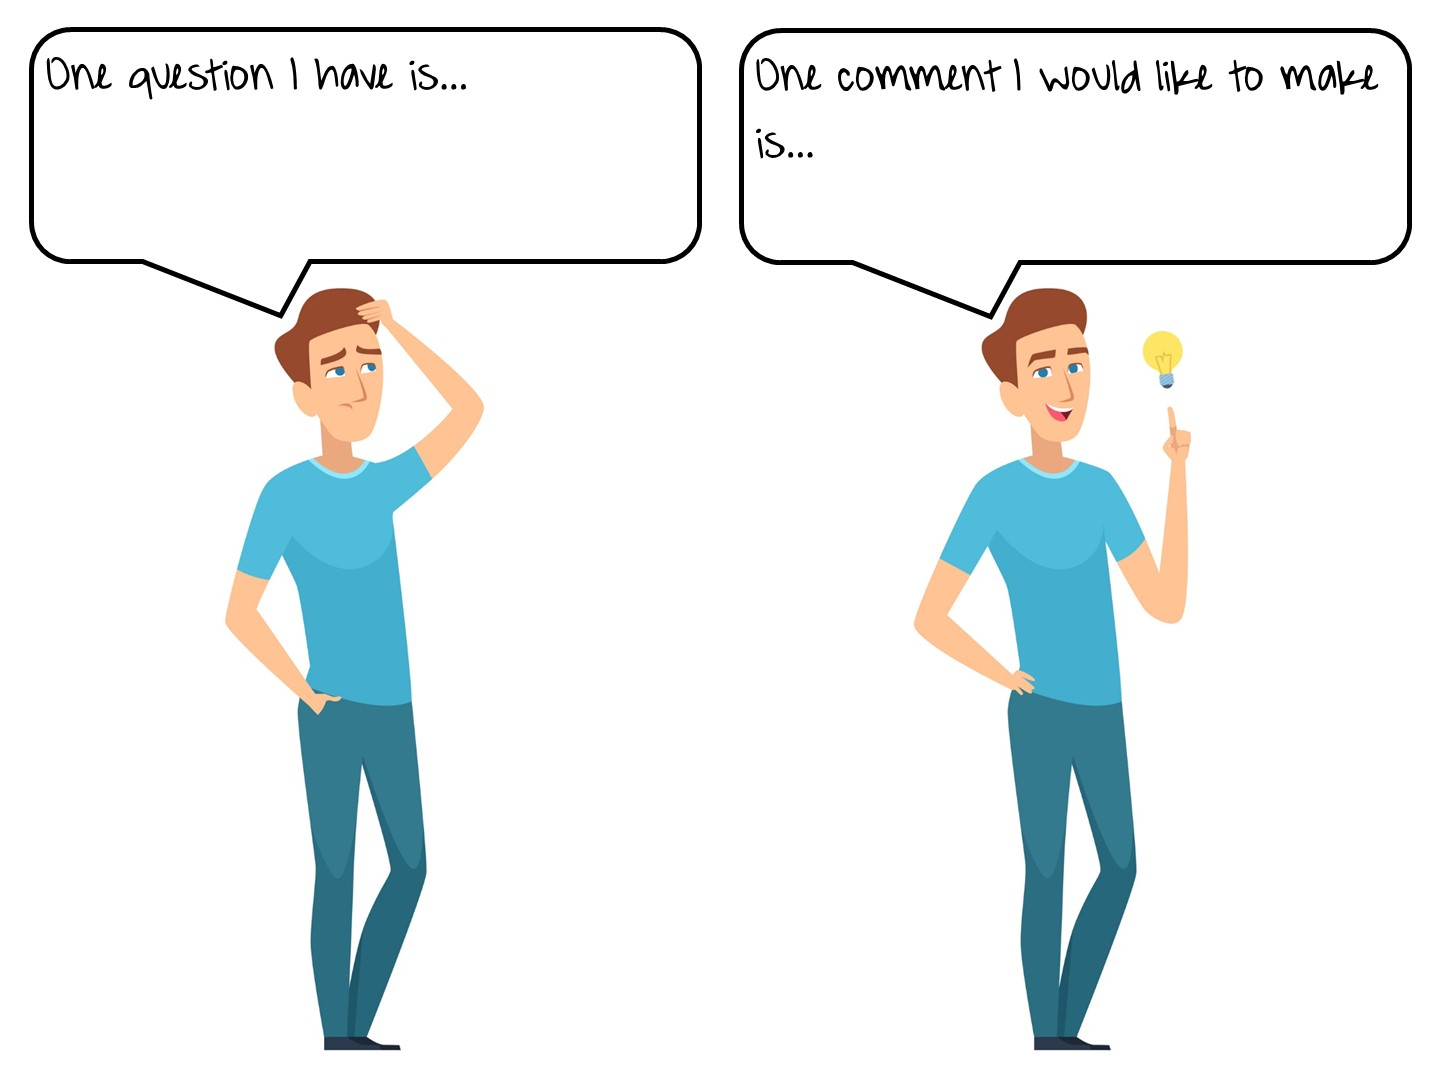 One question I have is...
One comment I would like to make
is...